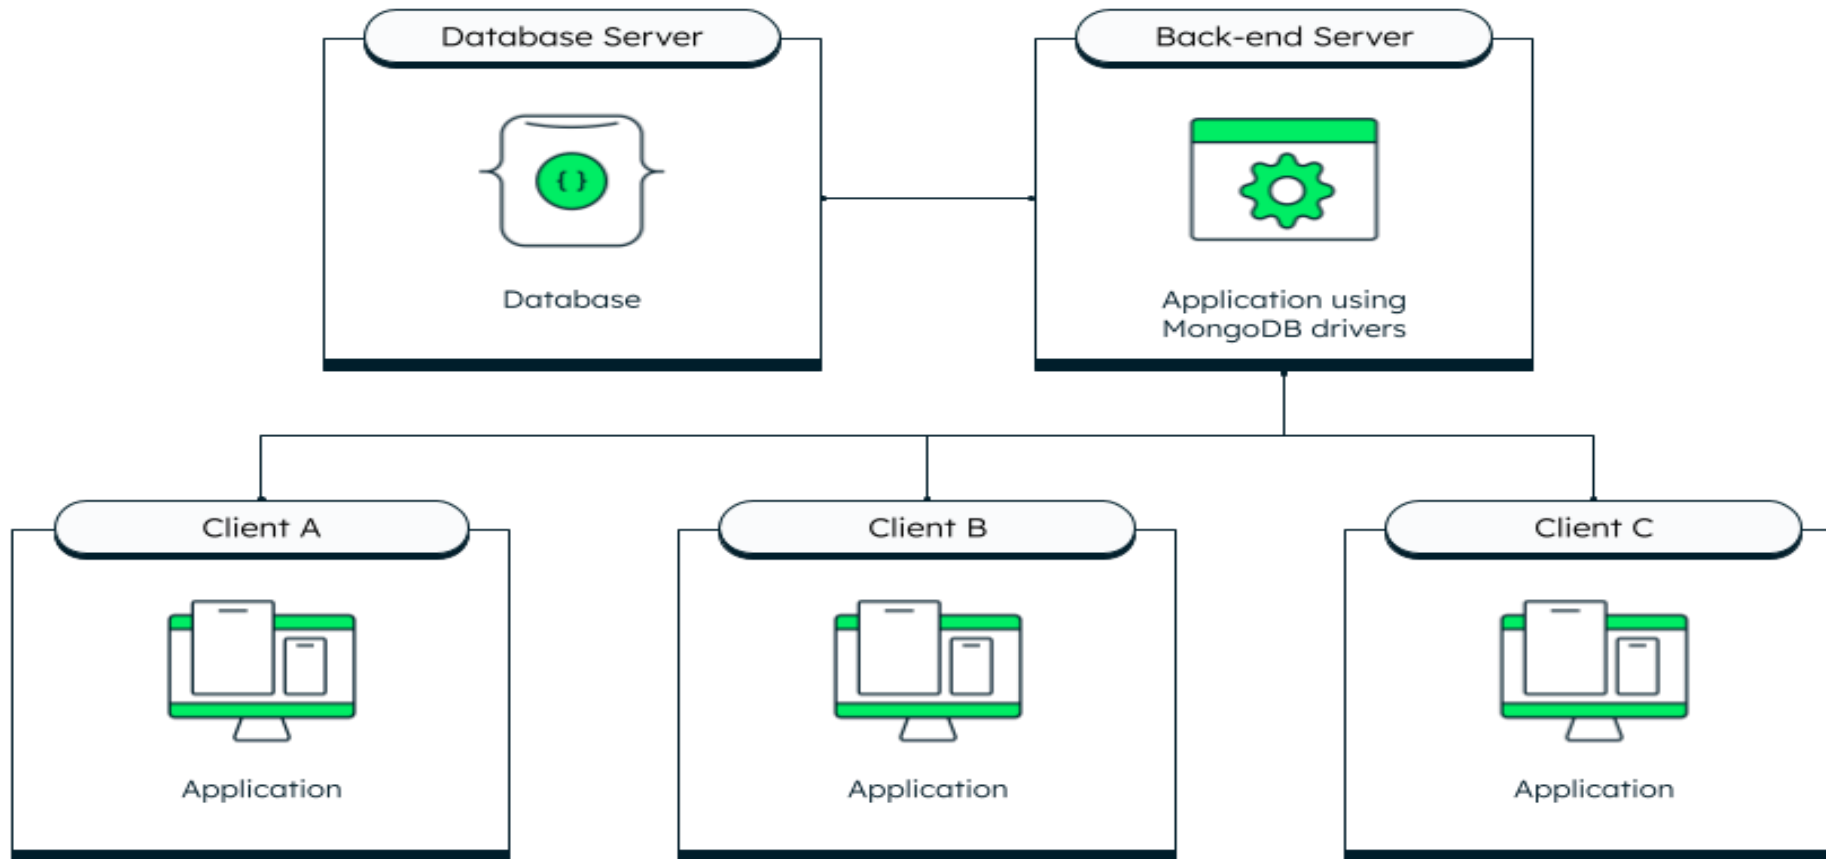 Database Server
Back-end Server
{ }
Database
Application using
MongoDB drivers
Client A
Client B
Client C
Application
Application
Application